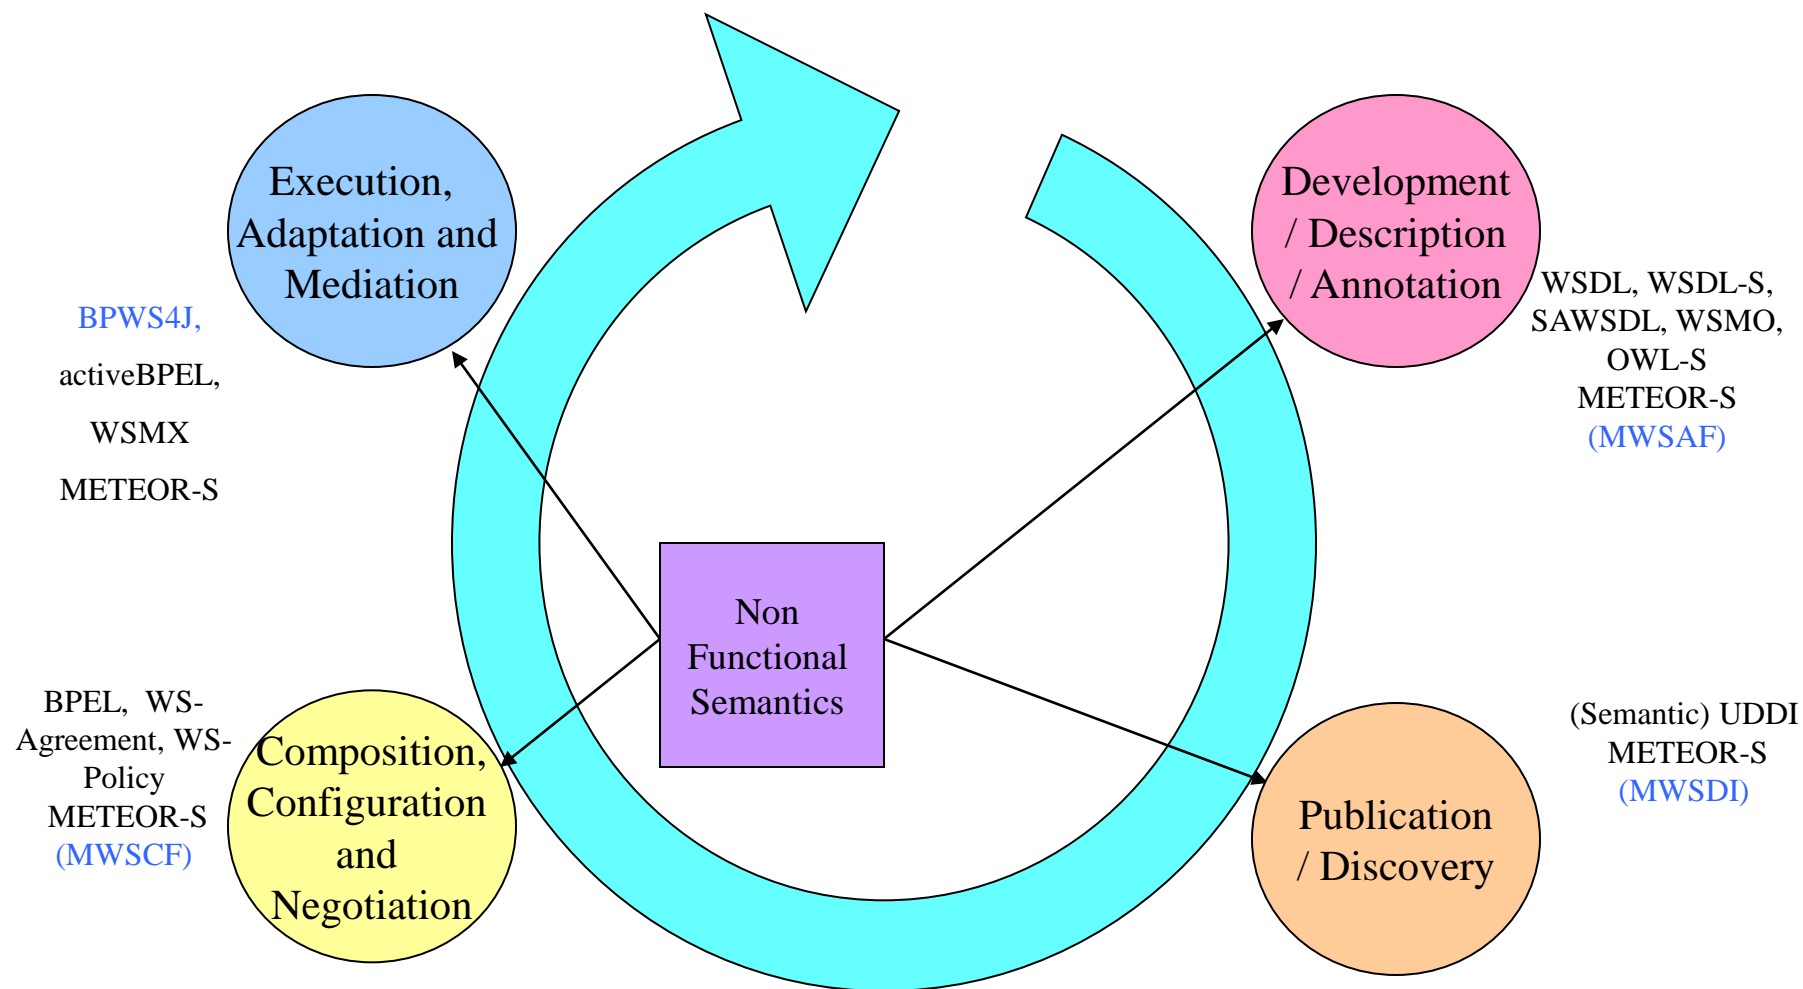 Execution,
Adaptation and
Mediation
BPWS4J,
activeBPEL,
WSMX
METEOR-S
Development
/ Description
/ Annotation
WSDL, WSDL-S,
SAWSDL, WSMO,
OWL-S
METEOR-S
(MWSAF)
Non
Functional
Semantics
BPEL, WS-
Agreement, WS-
Policy
METEOR-S
(MWSCF)
Composition,
Configuration
and
Negotiation
Publication
/ Discovery
(Semantic) UDDI
METEOR-S
(MWSDI)